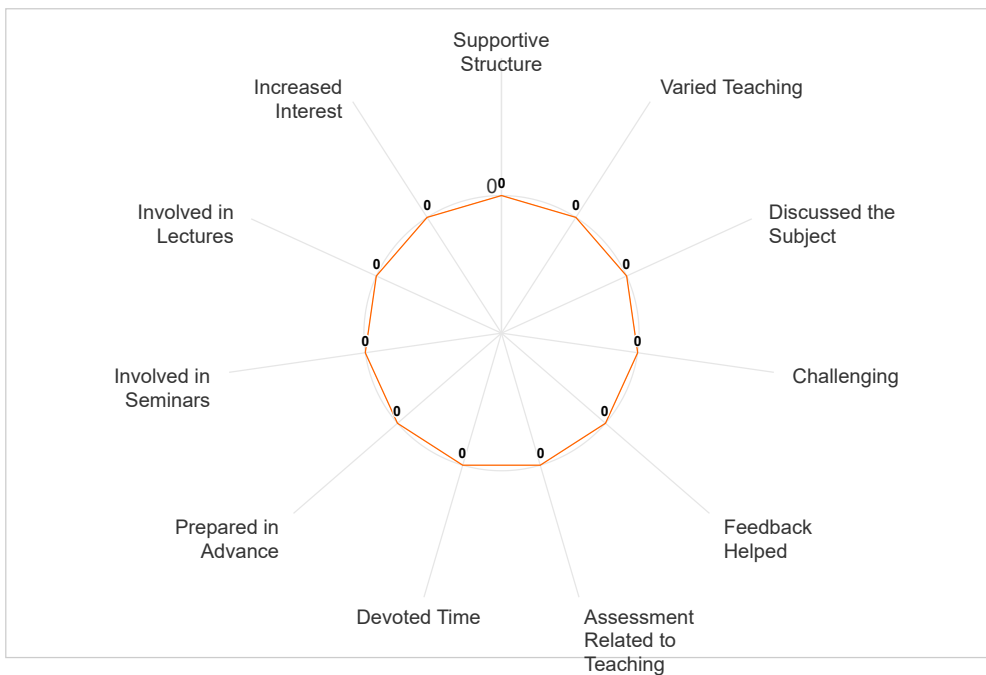 Supportive
Structure
Increased
Interest
Varied Teaching
0
0
0
0
Involved in
Lectures
Discussed the
Subject
0
0
0
0
Involved in
Seminars
Challenging
0
0
0
0
Prepared in
Advance
Feedback
Helped
Devoted Time
Assessment
Related to
Teaching